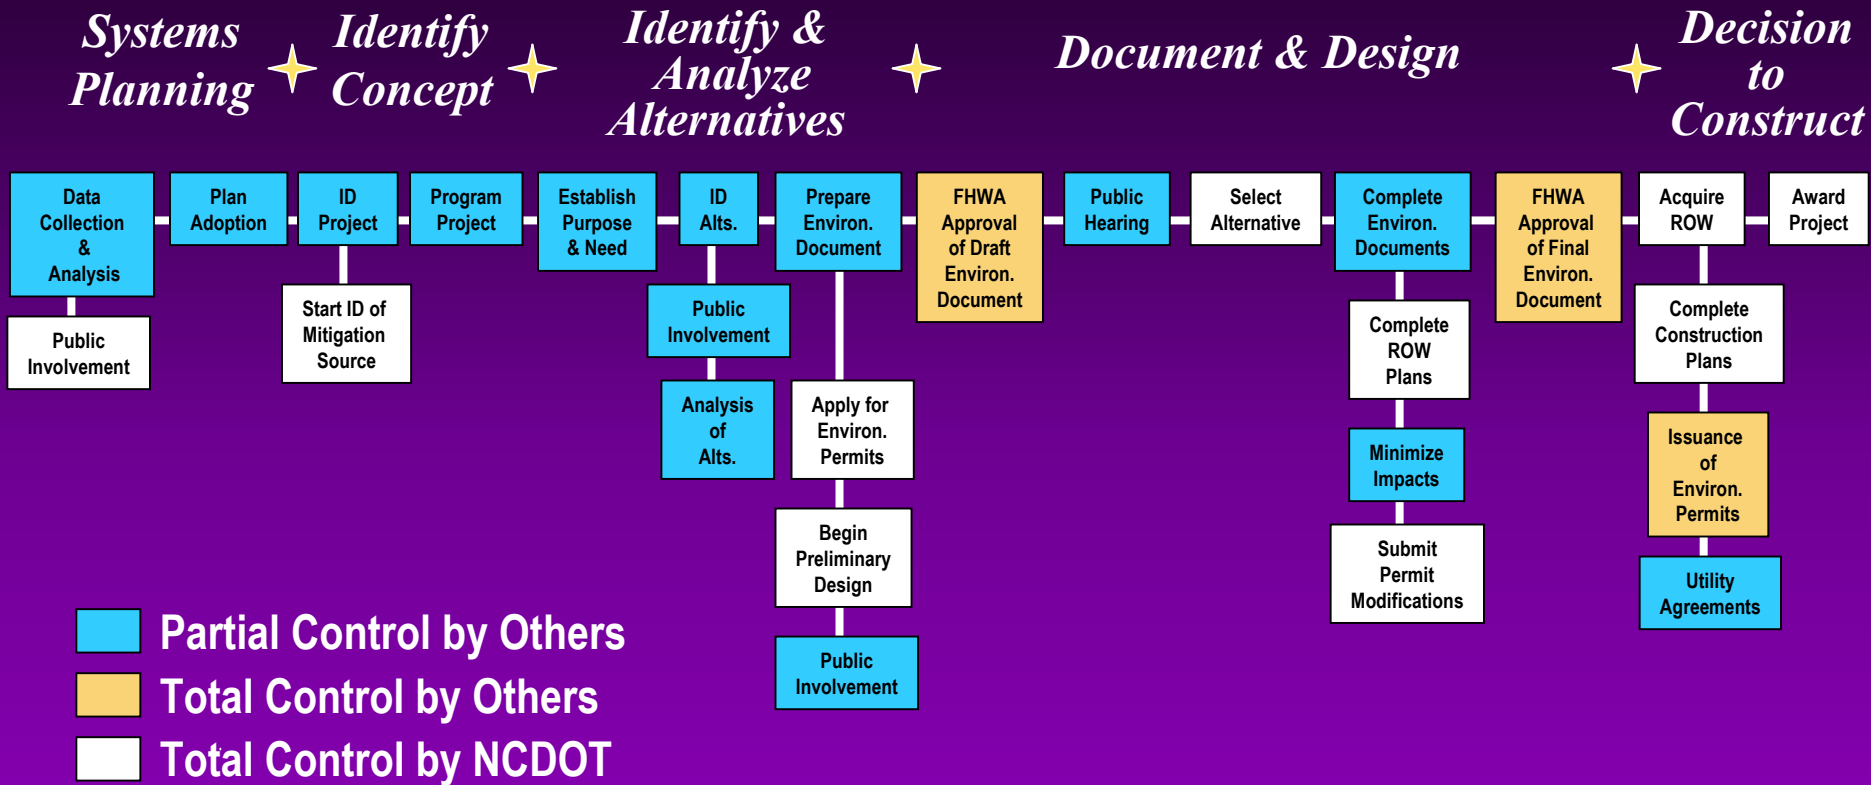 Systems
Planning
Identify
Concept
Identify &
Analyze
Alternatives
Document & Design
Decision
to
Construct
Data
Collection
&
Analysis
Public
Involvement
Plan
Adoption
ID
Project
Start ID of
Mitigation
Source
Program
Project
Establish
Purpose
& Need
ID
Alts.
Public
Involvement
Analysis
of
Alts.
Prepare
Environ.
Document
Apply for
Environ.
Permits
Begin
Preliminary
Design
Public
Involvement
FHWA
Approval
of Draft
Environ.
Document
Public
Hearing
Select
Alternative
Complete
Environ.
Documents
Complete
ROW
Plans
Minimize
Impacts
Submit
Permit
Modifications
FHWA
Approval
of Final
Environ.
Document
Acquire
ROW
Complete
Construction
Plans
Issuance
of
Environ.
Permits
Utility
Agreements
Award
Project
Partial Control by Others
Total Control by Others
Total Control by NCDOT